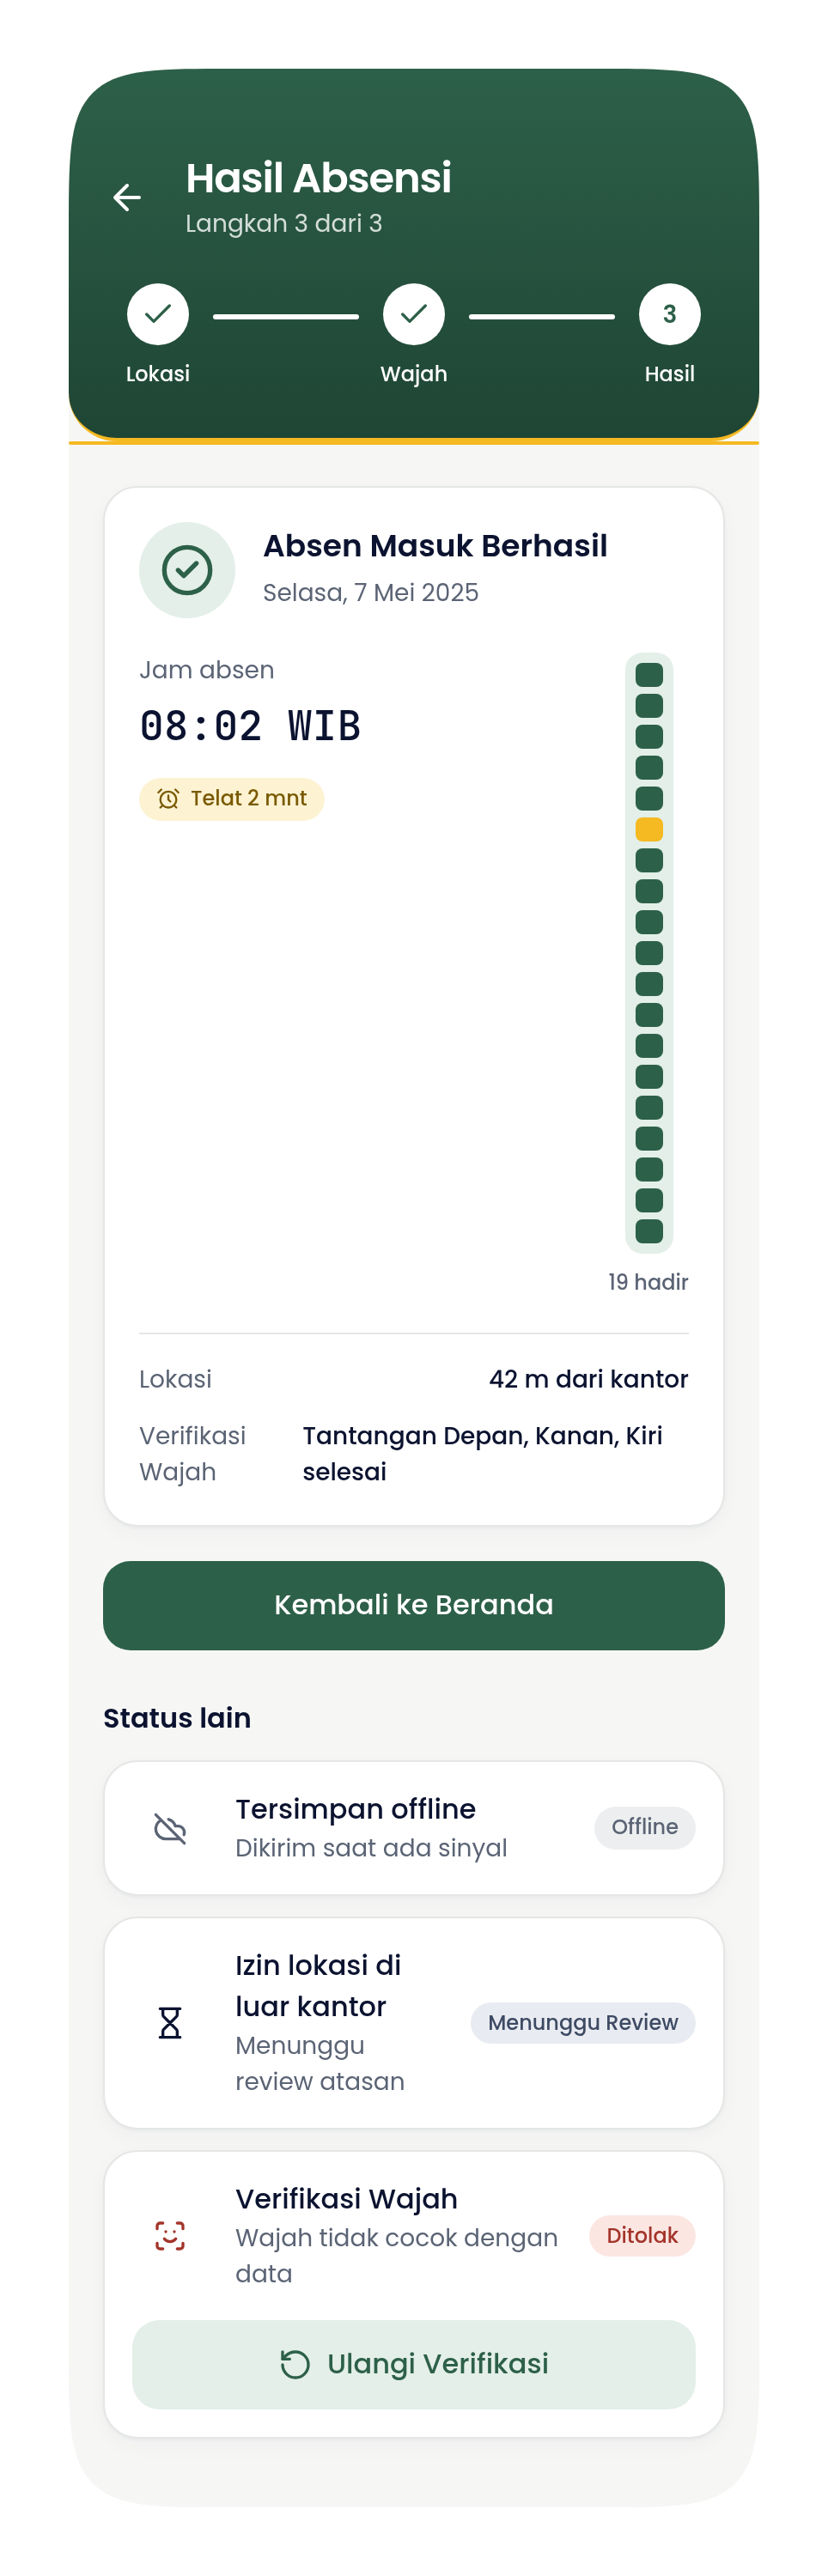 Hasil Absensi
Langkah 3 dari 3
3
Lokasi
Wajah
Hasil
Absen Masuk Berhasil
Selasa, 7 Mei 2025
Jam absen
08:02 WIB
Telat 2 mnt
19 hadir
Lokasi
42 m dari kantor
Verifikasi
Wajah
Tantangan Depan, Kanan, Kiri
selesai
Kembali ke Beranda
Status lain
Tersimpan offline
Dikirim saat ada sinyal
Offline
Izin lokasi di
luar kantor
Menunggu
review atasan
Menunggu Review
Verifikasi Wajah
Wajah tidak cocok dengan
data
Ditolak
Ulangi Verifikasi